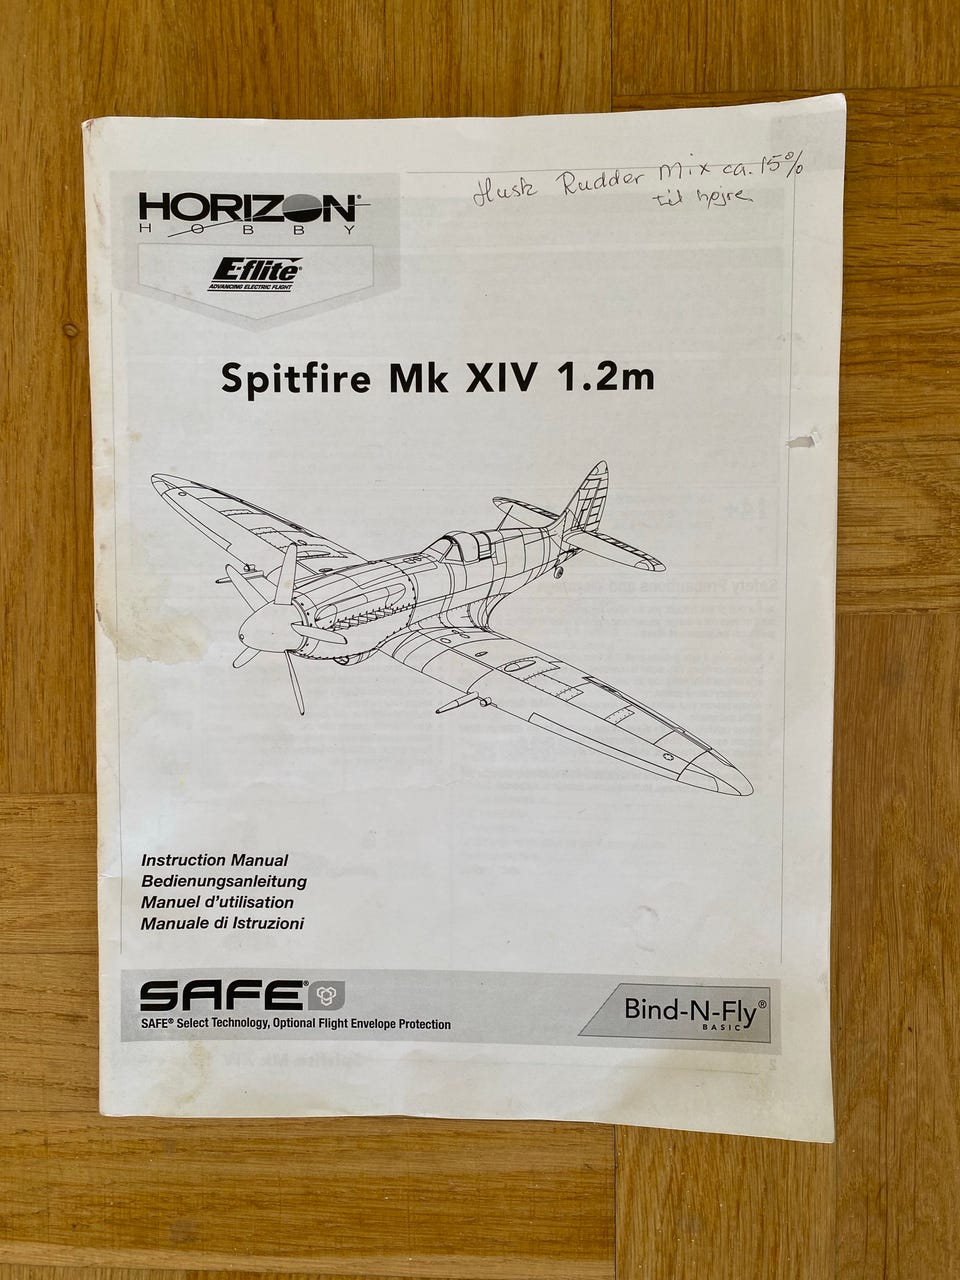 Husk Rudder Mix ca. 15%
til højre
HORIZON®
HOBBY
E-flite®
ADVANCING ELECTRIC FLIGHT
Spitfire Mk XIV 1.2m
Instruction Manual
Bedienungsanleitung
Manuel d’utilisation
Manuale di Istruzioni
SAFE®
SAFE® Select Technology, Optional Flight Envelope Protection
Bind-N-Fly®
BASIC